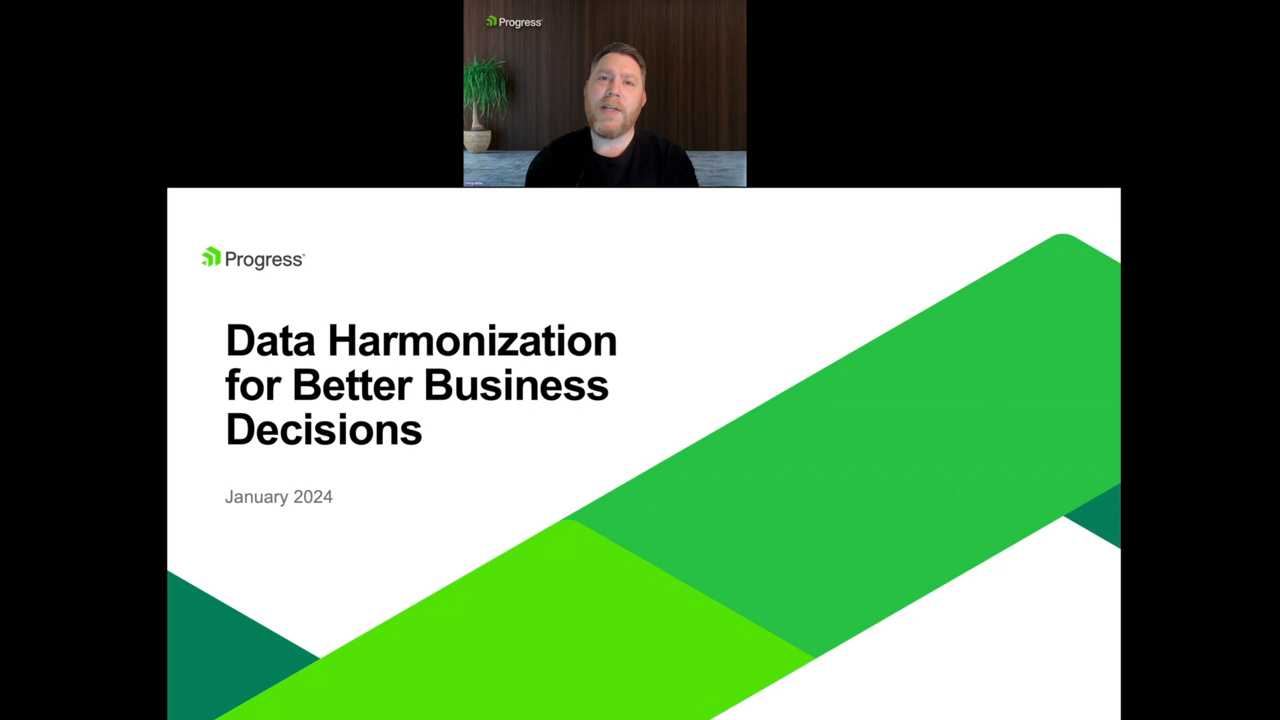 Progress®
Progress®
Data Harmonization
for Better Business
Decisions
January 2024